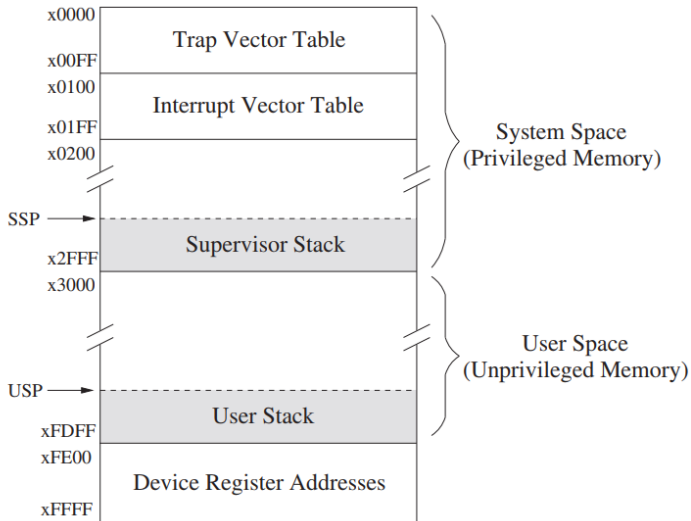 x0000
Trap Vector Table
x00FF
x0100
Interrupt Vector Table
x01FF
x0200
System Space
(Privileged Memory)
SSP
Supervisor Stack
x2FFF
x3000
User Space
(Unprivileged Memory)
USP
User Stack
xFDFF
xFE00
Device Register Addresses
xFFFF